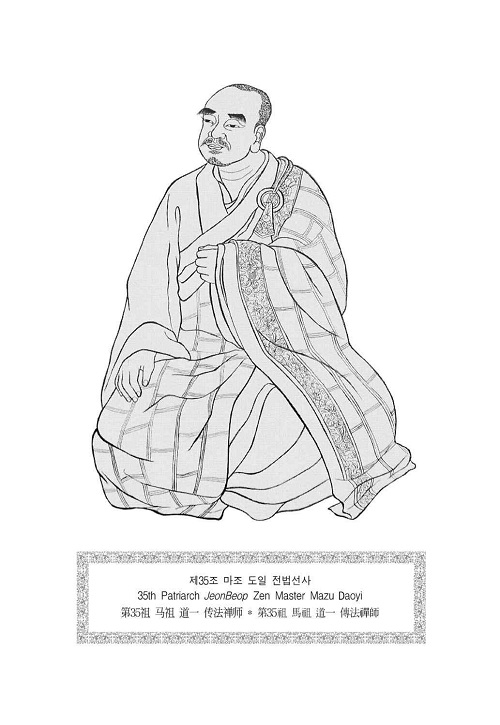 제35조 마조 도일 전법선사
35th Patriarch JeonBeop Zen Master Mazu Daoyi
第35祖 马祖 道一 传法禅师 * 第35祖 馬祖 道一 傳法禪師